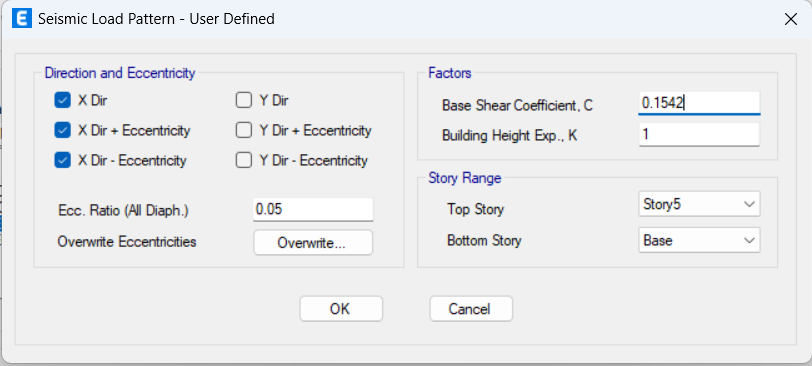 E Seismic Load Pattern - User Defined
Direction and Eccentricity
X Dir
Y Dir
X Dir + Eccentricity
Y Dir + Eccentricity
X Dir - Eccentricity
Y Dir - Eccentricity
Ecc. Ratio (All Diaph.) 0.05
Overwrite Eccentricities Overwrite...
Factors
Base Shear Coefficient, C 0.1542
Building Height Exp., K 1
Story Range
Top Story Story5
Bottom Story Base
OK
Cancel